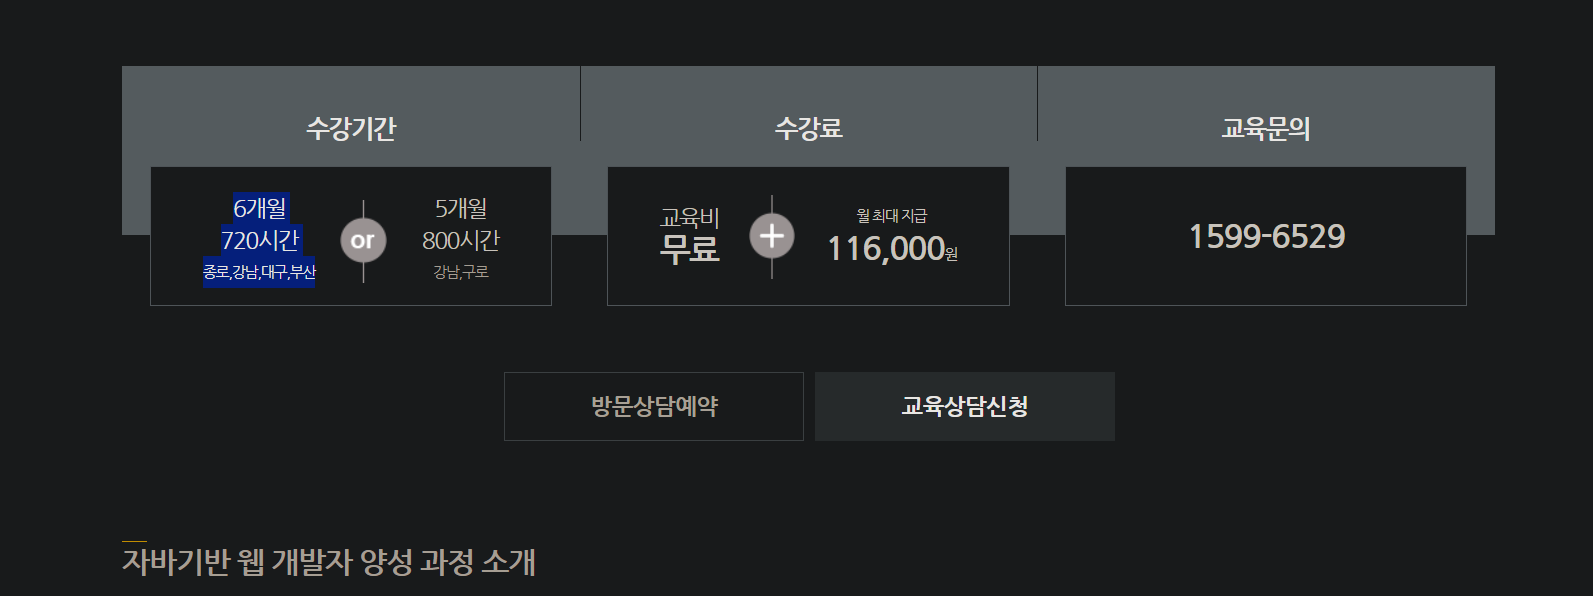 수강기간
6개월
720시간
종로,강남,대구,부산
or
5개월
800시간
강남,구로
수강료
교육비
무료
+
월 최대 지급
116,000원
교육문의
1599-6529
방문상담예약
교육상담신청
자바기반 웹 개발자 양성 과정 소개